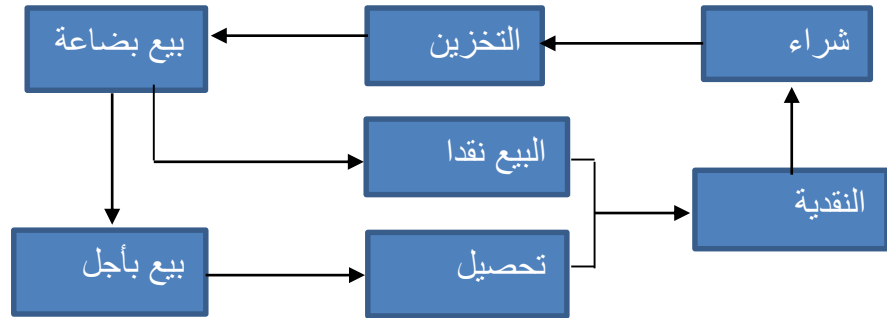 شراء
التخزين
بيع بضاعة
البيع نقدا
النقدية
تحصيل
بيع بأجل